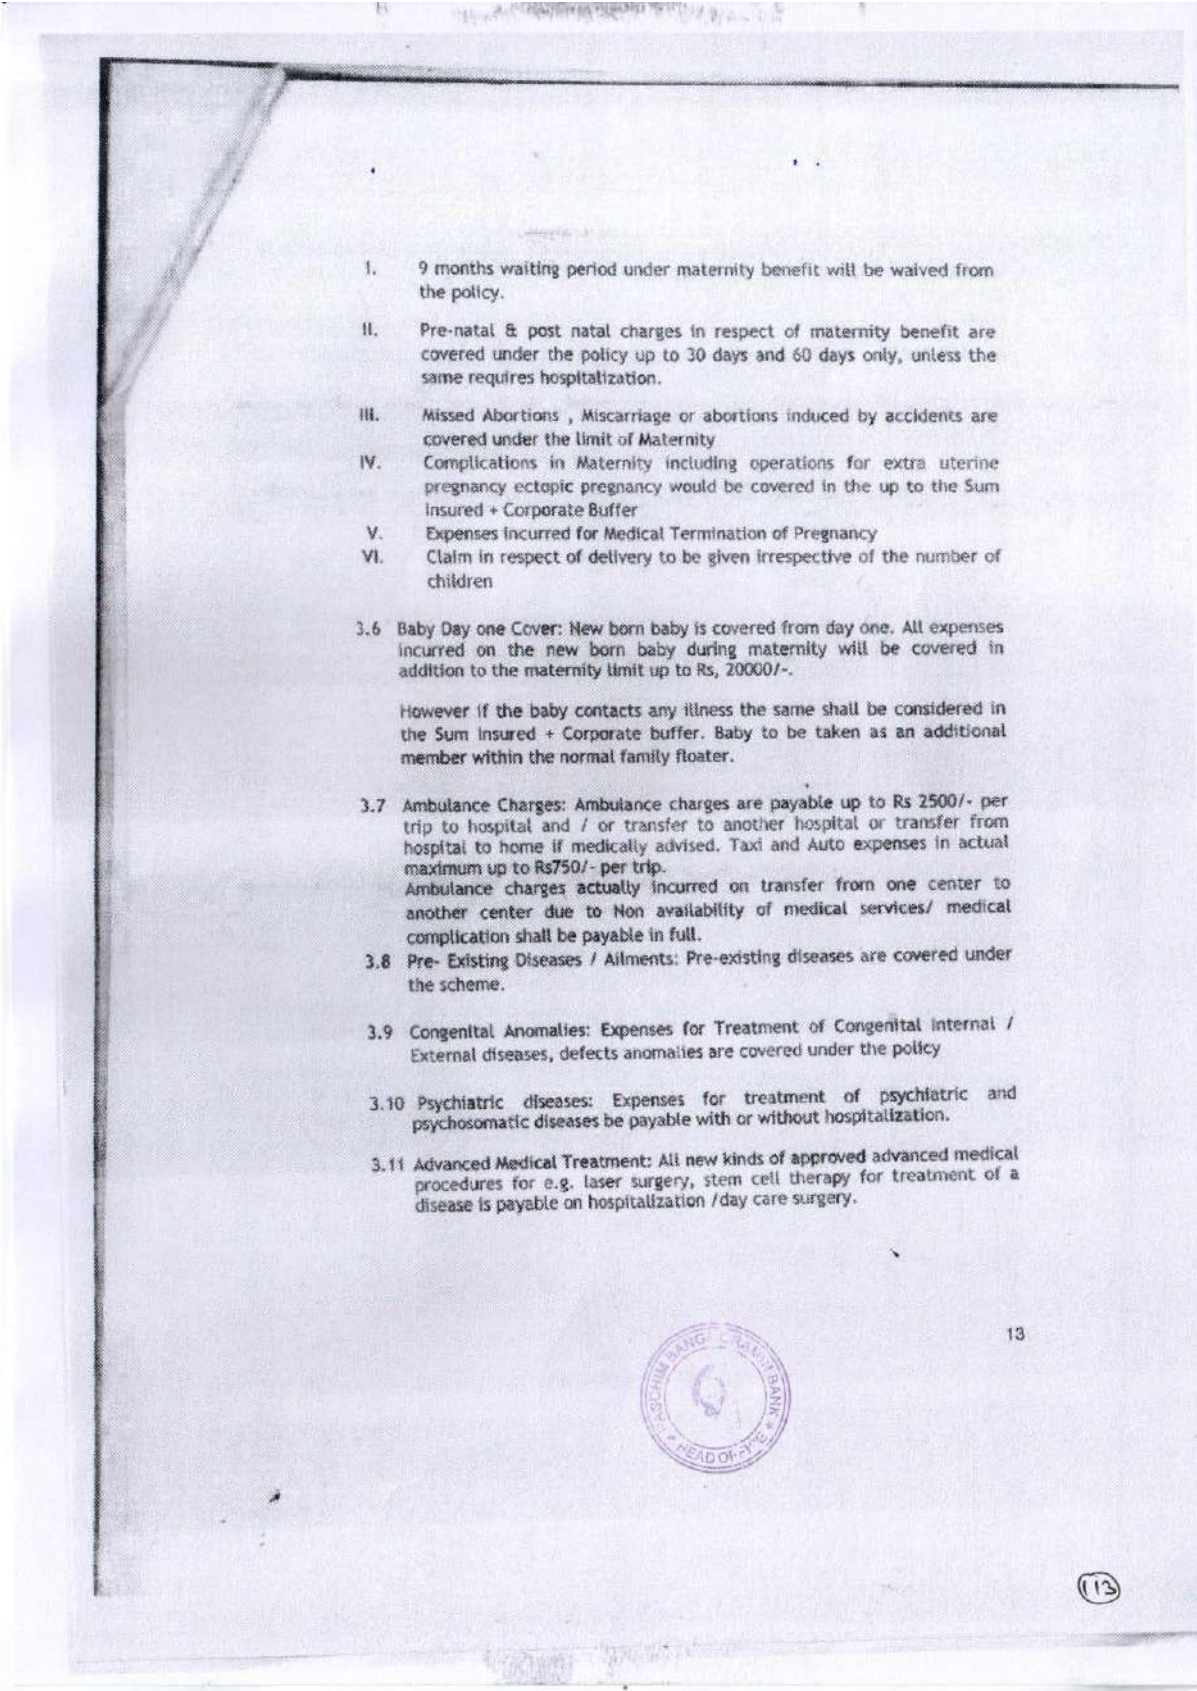 I. 9 months waiting period under maternity benefit will be waived from
the policy.
II. Pre-natal & post natal charges in respect of maternity benefit are
covered under the policy up to 30 days and 60 days only, unless the
same requires hospitalization.
III. Missed Abortions , Miscarriage or abortions induced by accidents are
covered under the limit of Maternity
IV. Complications in Maternity including operations for extra uterine
pregnancy ectopic pregnancy would be covered in the up to the Sum
Insured + Corporate Buffer
V. Expenses incurred for Medical Termination of Pregnancy
VI. Claim in respect of delivery to be given irrespective of the number of
children
3.6 Baby Day one Cover: New born baby is covered from day one. All expenses
incurred on the new born baby during maternity will be covered in
addition to the maternity limit up to Rs, 20000/-.
However if the baby contacts any illness the same shall be considered in
the Sum Insured + Corporate buffer. Baby to be taken as an additional
member within the normal family floater.
3.7 Ambulance Charges: Ambulance charges are payable up to Rs 2500/- per
trip to hospital and / or transfer to another hospital or transfer from
hospital to home if medically advised. Taxi and Auto expenses in actual
maximum up to Rs750/- per trip.
Ambulance charges actually incurred on transfer from one center to
another center due to Non availability of medical services/ medical
complication shall be payable in full.
3.8 Pre- Existing Diseases / Ailments: Pre-existing diseases are covered under
the scheme.
3.9 Congenital Anomalies: Expenses for Treatment of Congenital Internal /
External diseases, defects anomalies are covered under the policy
3.10 Psychiatric diseases: Expenses for treatment of psychiatric and
psychosomatic diseases be payable with or without hospitalization.
3.11 Advanced Medical Treatment: All new kinds of approved advanced medical
procedures for e.g. laser surgery, stem cell therapy for treatment of a
disease is payable on hospitalization /day care surgery.
13
PASCHIM BANGA GRAMIN BANK
* HEAD OFFICE *
113